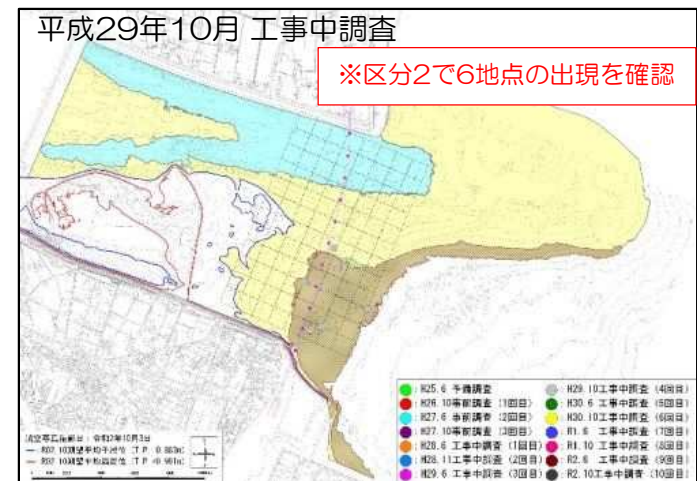 平成29年10月 工事中調査
※区分2で6地点の出現を確認
: H25.6 予備調査
: H26.10事前調査（1回目）
: H27.6 事前調査（2回目）
: H27.10事前調査（3回目）
: H28.6 工事中調査（1回目）
: H28.11工事中調査（2回目）
: H29.6 工事中調査（3回目）
: H29.10工事中調査（4回目）
: H30.6 工事中調査（5回目）
: H30.10工事中調査（6回目）
: R1.6 工事中調査（7回目）
: R1.10 工事中調査（8回目）
: R2.6 工事中調査（9回目）
: R2.10工事中調査（10回目）